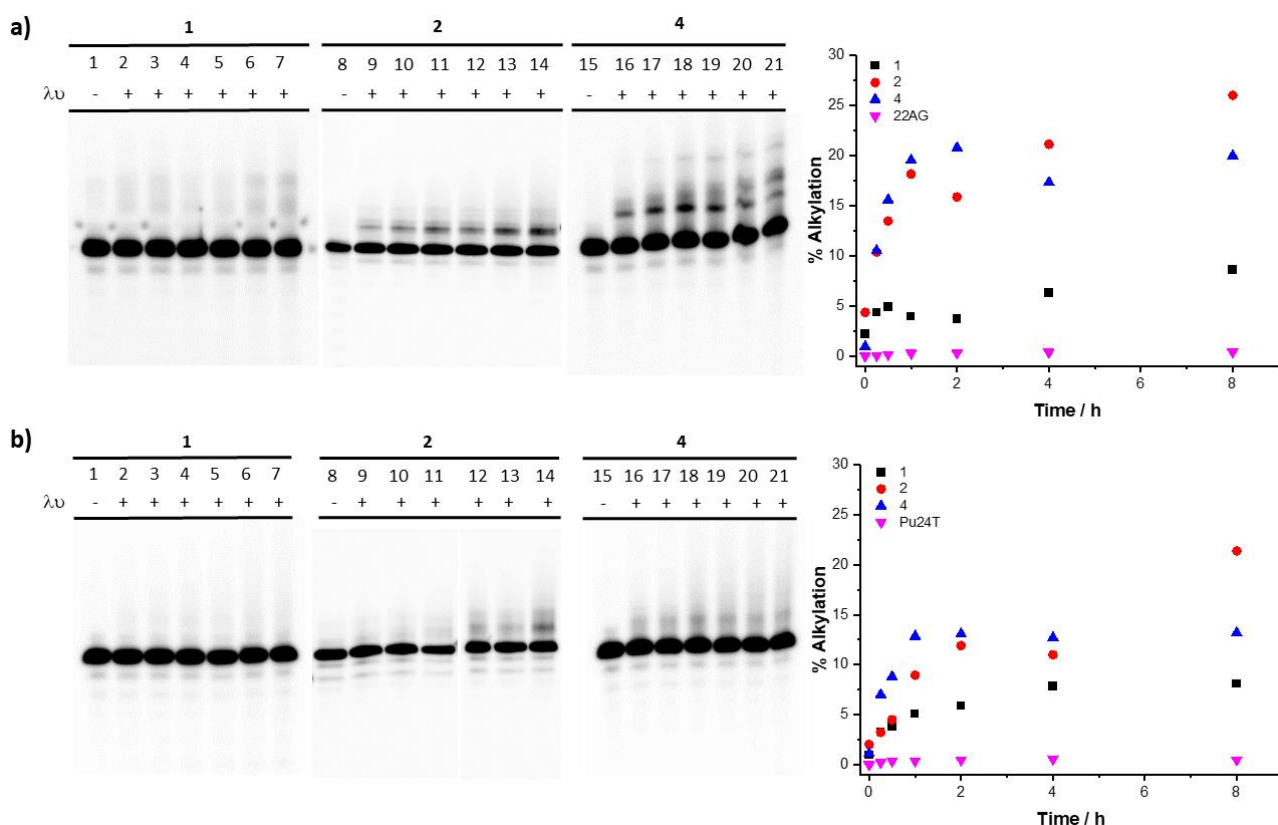 a)
1
2
4
1 2 3 4 5 6 7
8 9 10 11 12 13 14
15 16 17 18 19 20 21
λυ - + + + + + +
- + + + + + +
- + + + + + +
30
25
20
15
10
5
0
% Alkylation
1
2
4
22AG
0 2 4 6 8
Time / h
b)
1
2
4
1 2 3 4 5 6 7
8 9 10 11 12 13 14
15 16 17 18 19 20 21
λυ - + + + + + +
- + + + + + +
- + + + + + +
30
25
20
15
10
5
0
% Alkylation
1
2
4
Pu24T
0 2 4 6 8
Time / h